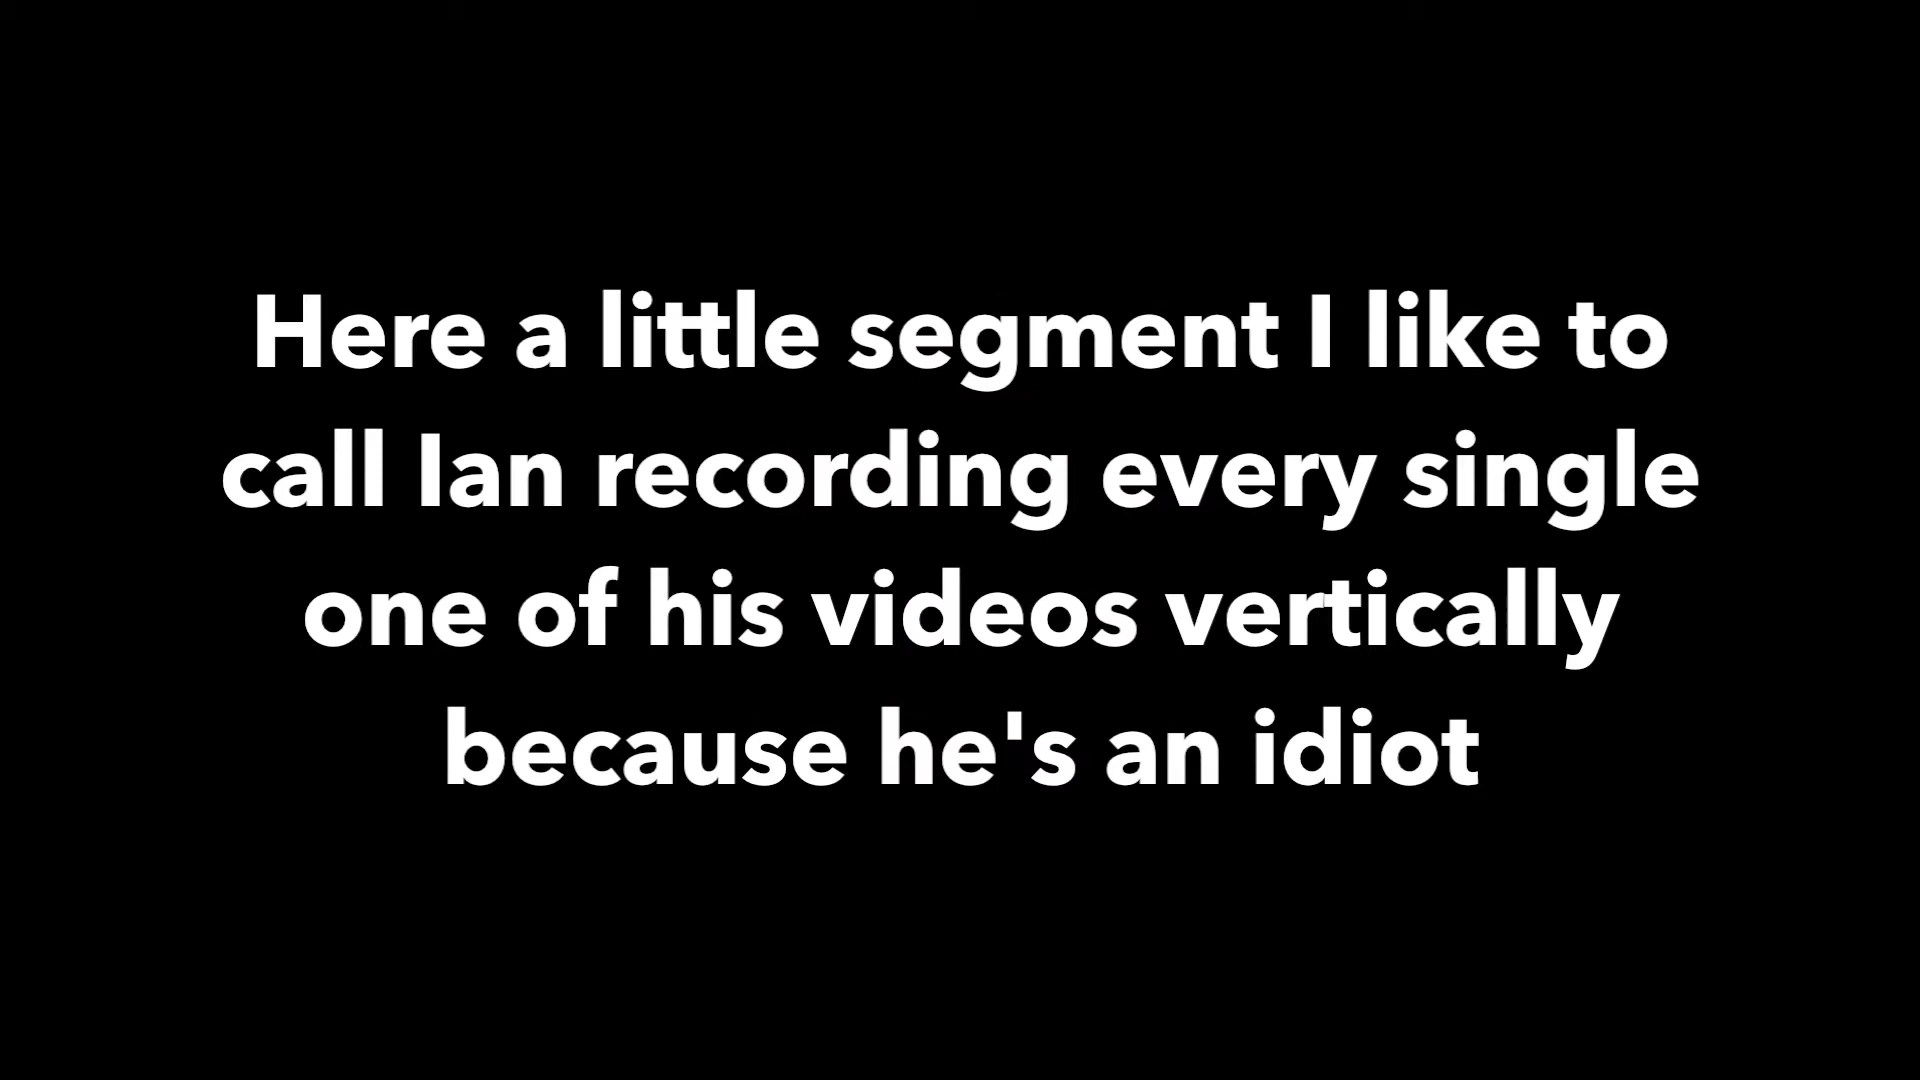 Here a little segment I like to
call Ian recording every single
one of his videos vertically
because he's an idiot